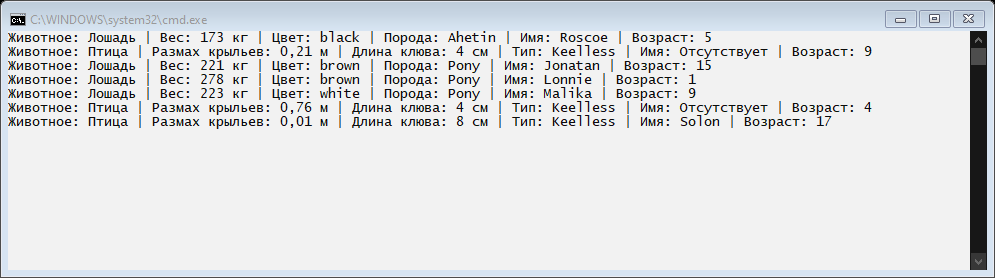 C:\WINDOWS\system32\cmd.exe
Животное: Лошадь | Вес: 173 кг | Цвет: black | Порода: Ahetin | Имя: Roscoe | Возраст: 5
Животное: Птица | Размах крыльев: 0,21 м | Длина клюва: 4 см | Тип: Keelless | Имя: Отсутствует | Возраст: 9
Животное: Лошадь | Вес: 221 кг | Цвет: brown | Порода: Pony | Имя: Jonatan | Возраст: 15
Животное: Лошадь | Вес: 278 кг | Цвет: brown | Порода: Pony | Имя: Lonnie | Возраст: 1
Животное: Лошадь | Вес: 223 кг | Цвет: white | Порода: Pony | Имя: Malika | Возраст: 9
Животное: Птица | Размах крыльев: 0,76 м | Длина клюва: 4 см | Тип: Keelless | Имя: Отсутствует | Возраст: 4
Животное: Птица | Размах крыльев: 0,01 м | Длина клюва: 8 см | Тип: Keelless | Имя: Solon | Возраст: 17